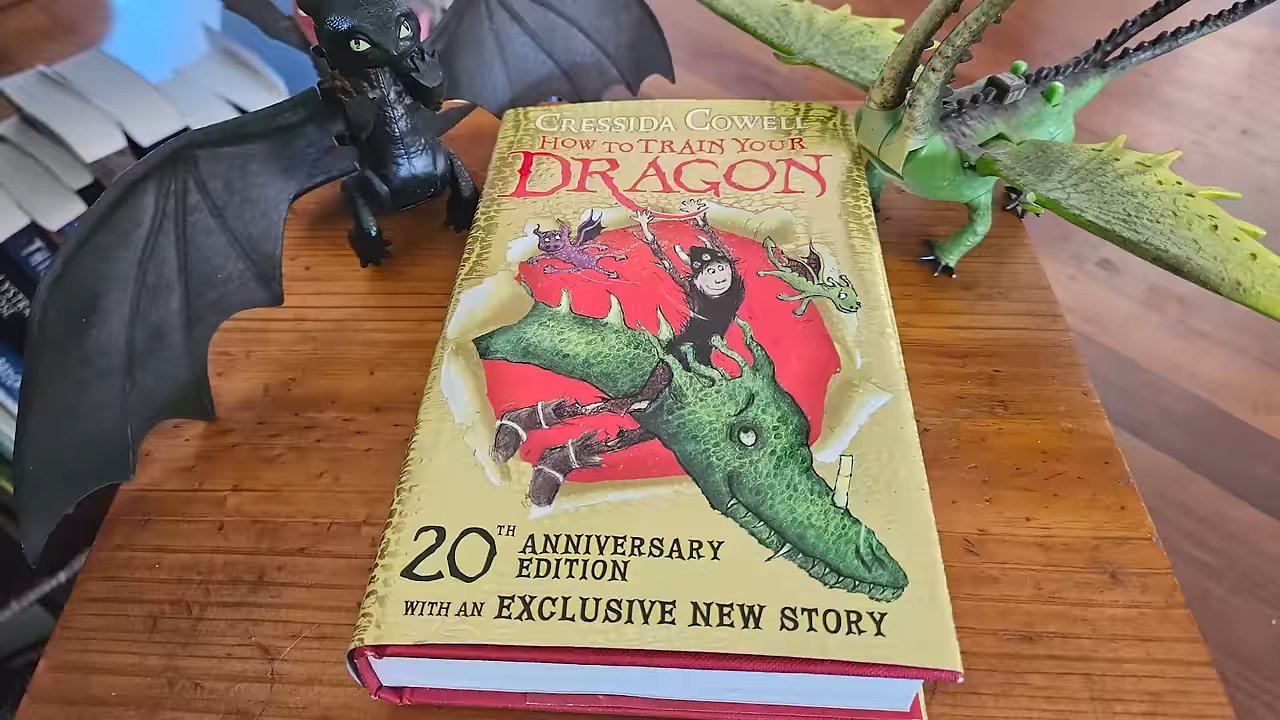 CRESSIDA COWELL
HOW TO TRAIN YOUR
DRAGON
20TH ANNIVERSARY
EDITION
WITH AN EXCLUSIVE NEW STORY